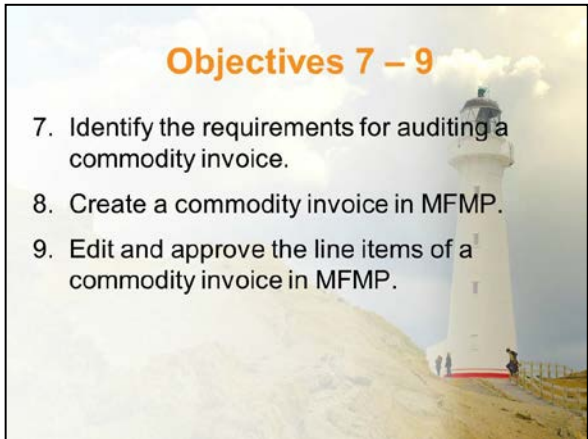 Objectives 7 – 9
7. Identify the requirements for auditing a
commodity invoice.
8. Create a commodity invoice in MFMP.
9. Edit and approve the line items of a
commodity invoice in MFMP.